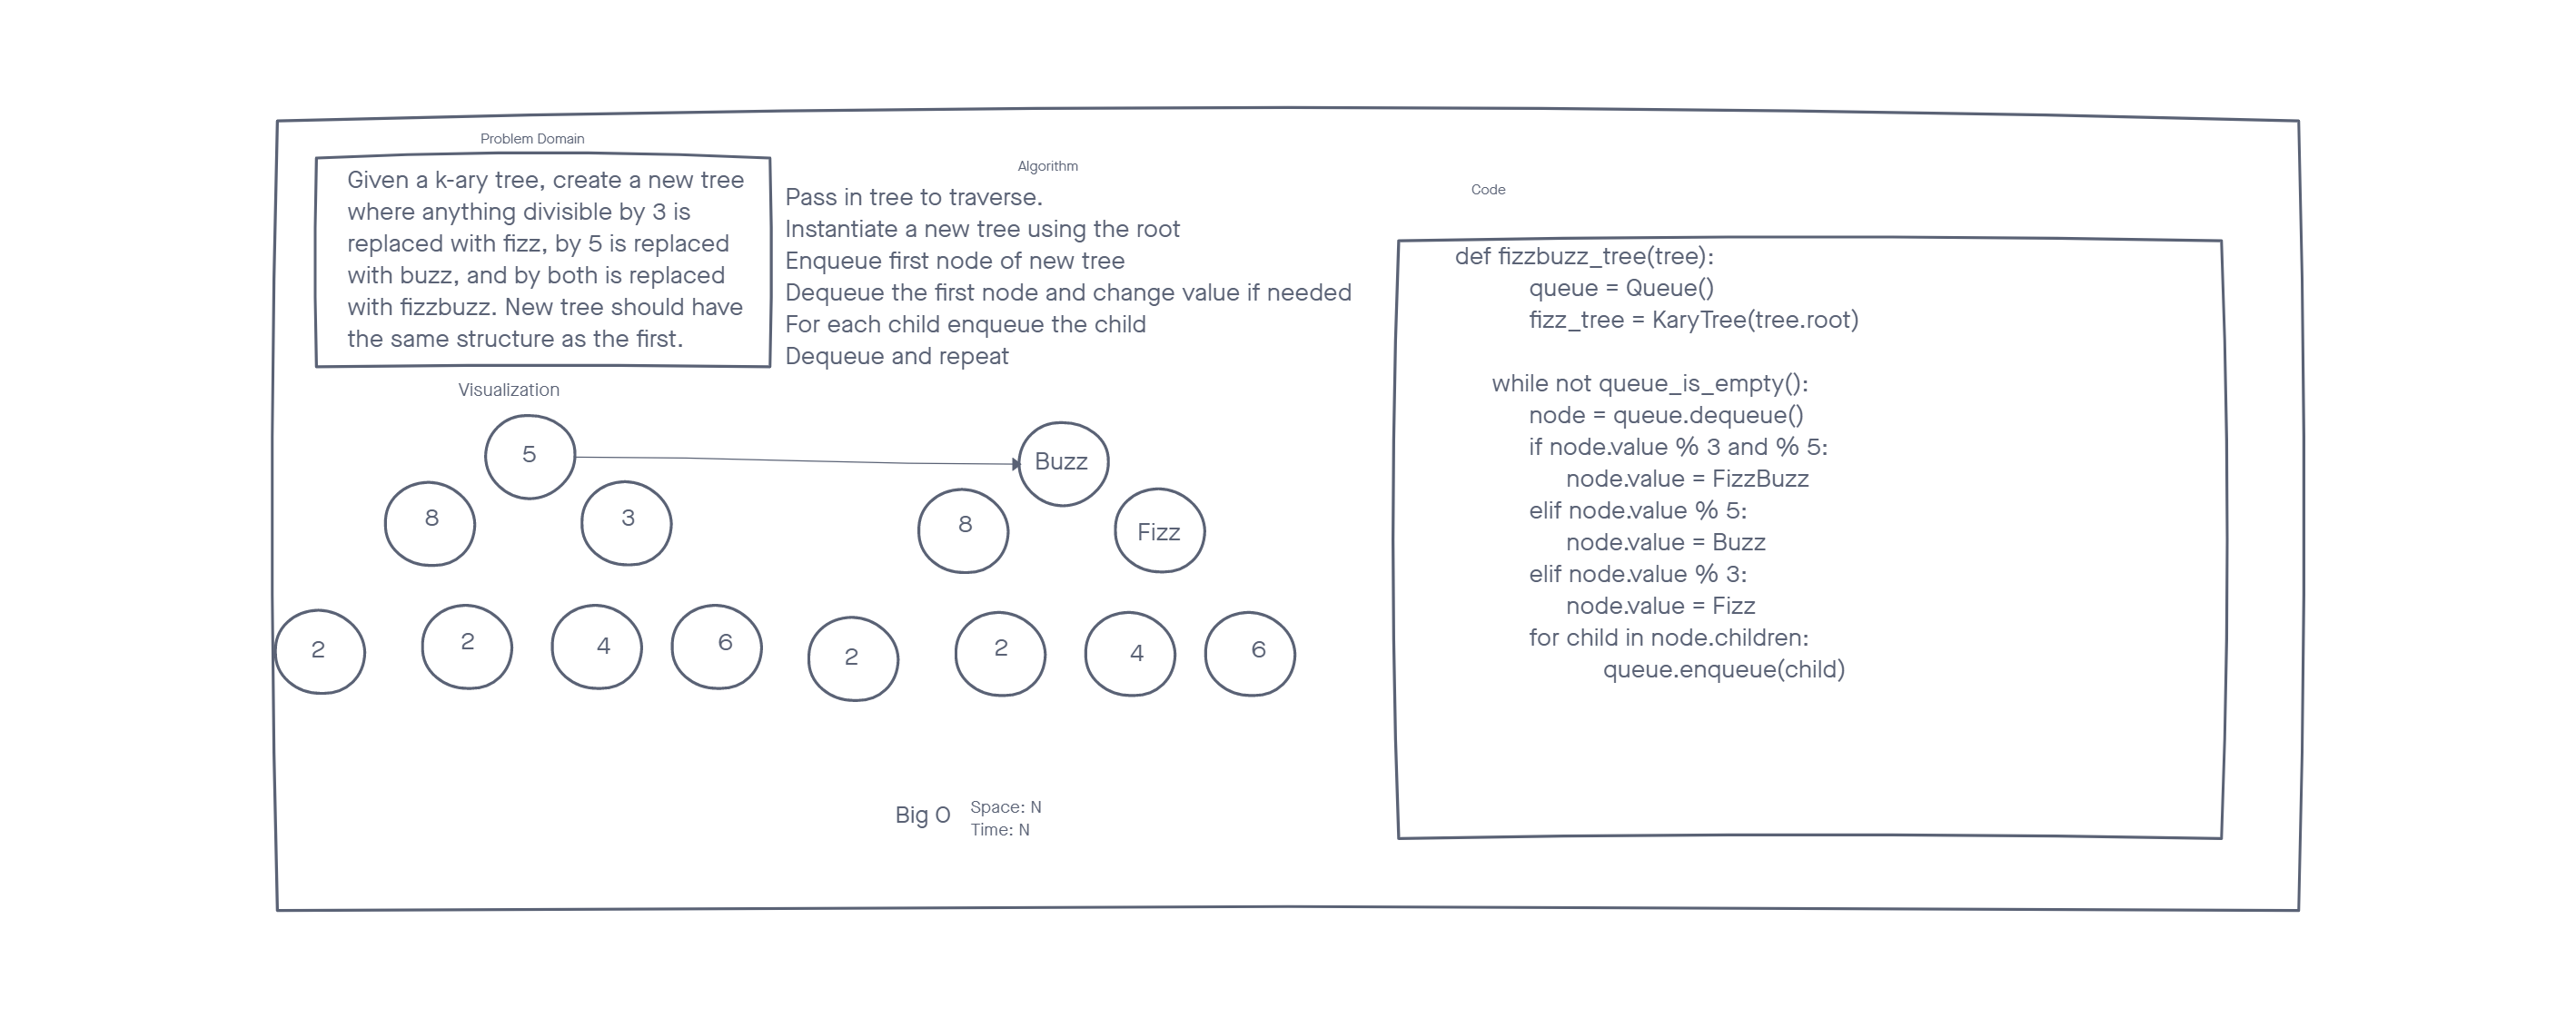 Problem Domain
Given a k-ary tree, create a new tree
where anything divisible by 3 is
replaced with fizz, by 5 is replaced
with buzz, and by both is replaced
with fizzbuzz. New tree should have
the same structure as the first.
Algorithm
Pass in tree to traverse.
Instantiate a new tree using the root
Enqueue first node of new tree
Dequeue the first node and change value if needed
For each child enqueue the child
Dequeue and repeat
Visualization
5
8
3
2
2
4
6
Buzz
8
Fizz
2
2
4
6
Big O
Space: N
Time: N
Code
def fizzbuzz_tree(tree):
queue = Queue()
fizz_tree = KaryTree(tree.root)
while not queue_is_empty():
node = queue.dequeue()
if node.value % 3 and % 5:
node.value = FizzBuzz
elif node.value % 5:
node.value = Buzz
elif node.value % 3:
node.value = Fizz
for child in node.children:
queue.enqueue(child)